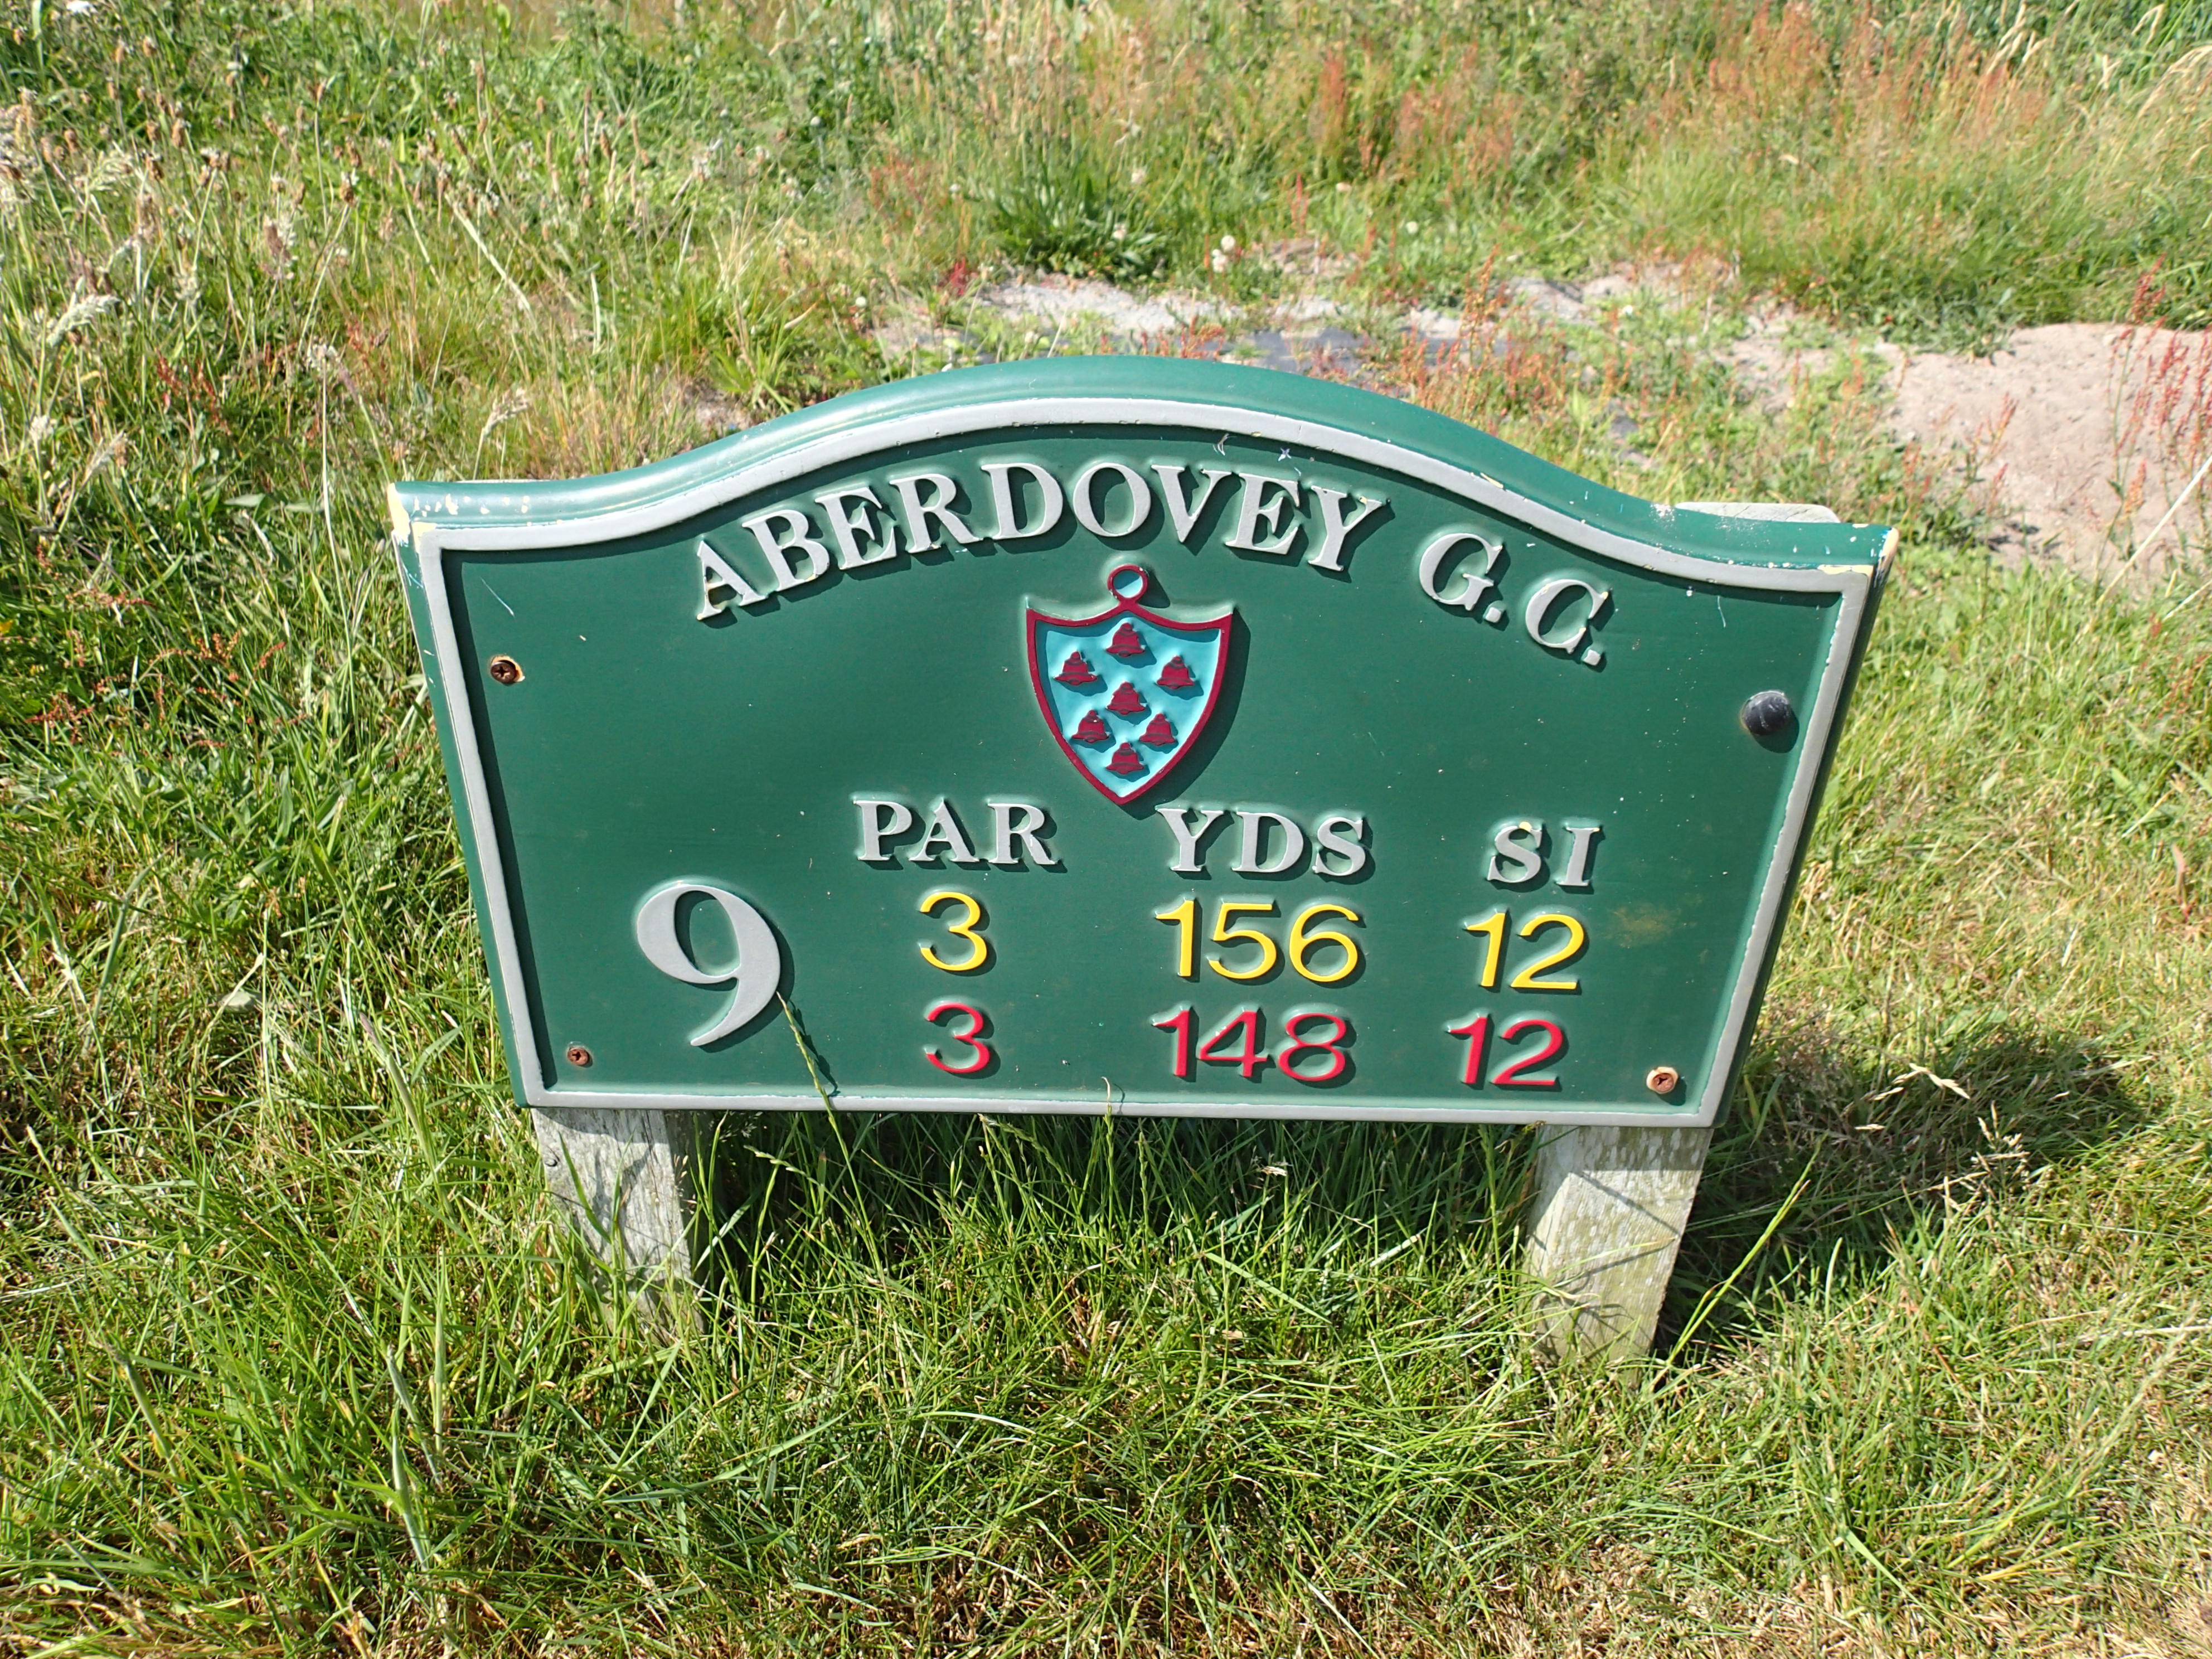 ABERDOVEY G.C.
PAR YDS SI
9 3 156 12
3 148 12